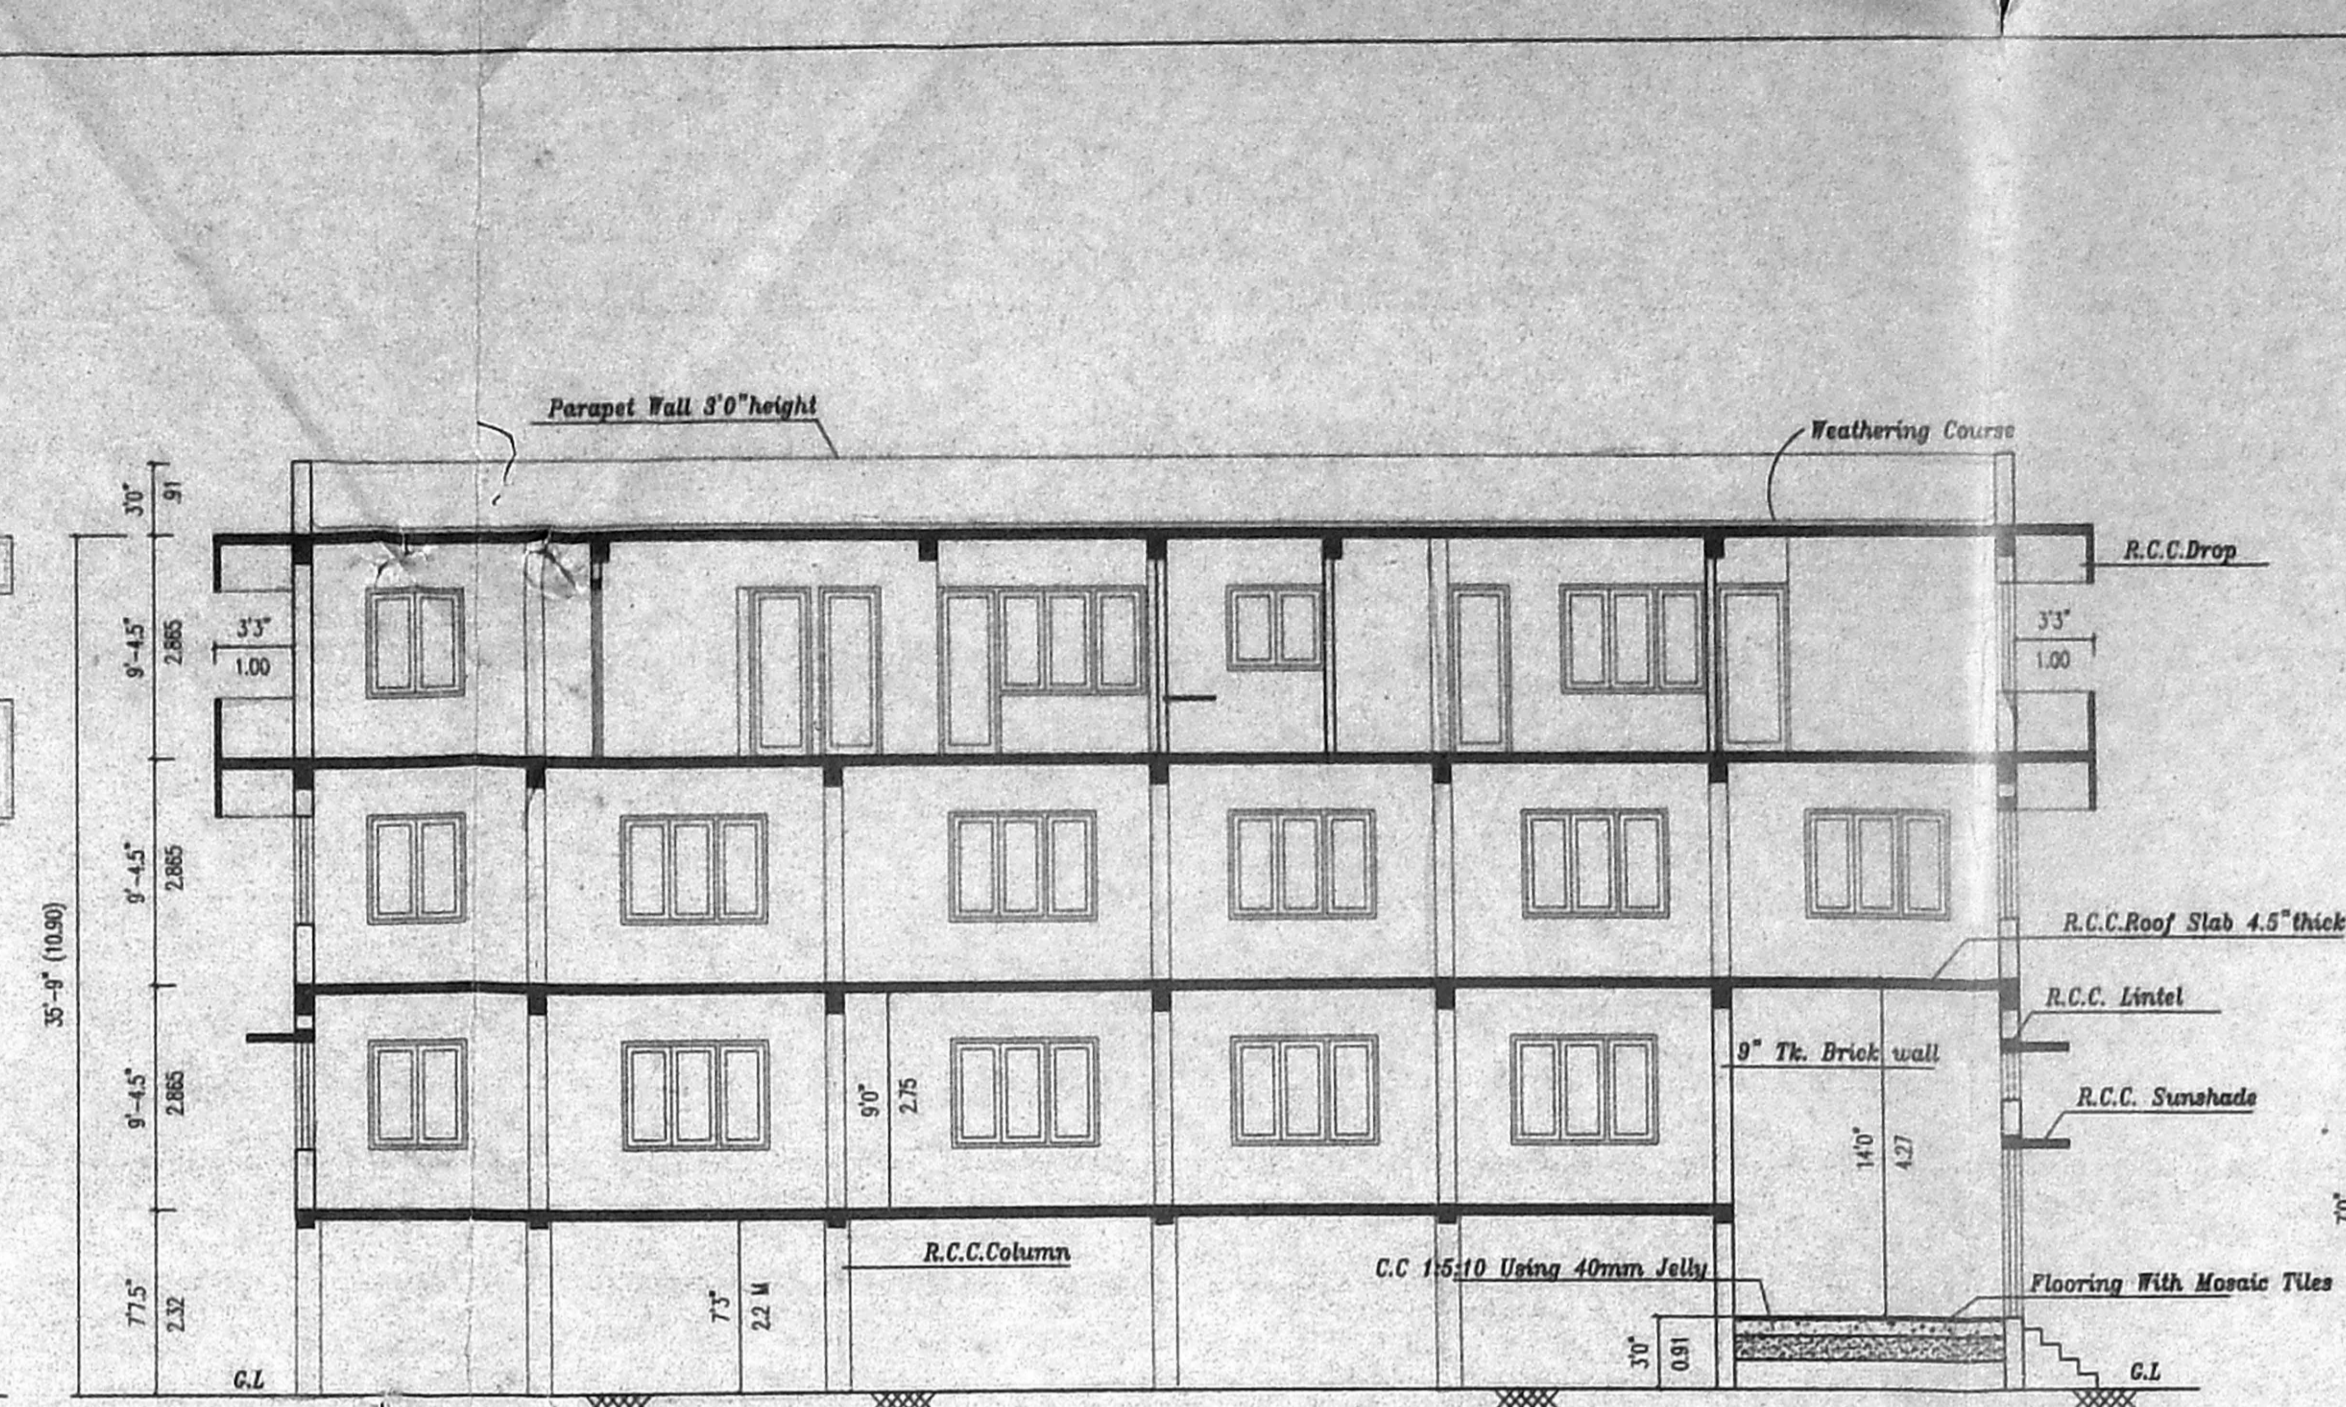 Parapet Wall 3'0"height
Weathering Course
3'0"
.91
R.C.C.Drop
3'3"
1.00
9'-4.5"
2.865
3'3"
1.00
9'-4.5"
2.865
R.C.C.Roof Slab 4.5"thick
35'-9" (10.90)
R.C.C. Lintel
9" Tk. Brick wall
R.C.C. Sunshade
9'-4.5"
2.865
9'0"
2.75
14'0"
4.27
7'0"
R.C.C.Column
C.C 1:5:10 Using 40mm Jelly
Flooring With Mosaic Tiles
7'7.5"
2.32
7'3"
2.2 M
3'0"
0.91
G.L
G.L